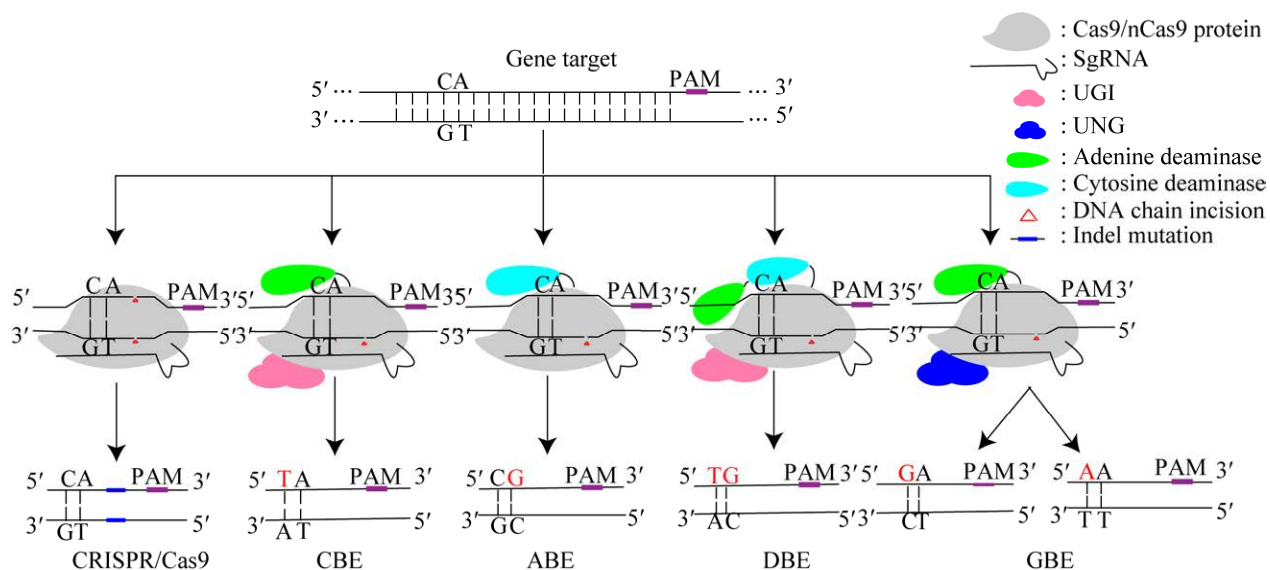 Gene target
CA
PAM
5′ ··· ··· 3′
3′ ··· ··· 5′
GT
: Cas9/nCas9 protein
: SgRNA
: UGI
: UNG
: Adenine deaminase
: Cytosine deaminase
: DNA chain incision
: Indel mutation
5′ CA PAM 3′
3′ GT 5′
5′ CA PAM 3
3′ GT 5′
5′ CA PAM 3′
3′ GT 5′
5′ CA PAM 3′
3′ GT 5′
5′ CA PAM 3′
3′ GT 5′
5′ CA PAM 3′
3′ GT 5′
CRISPR/Cas9
5′ TA PAM 3′
3′ AT 5′
CBE
5′ CG PAM 3′
3′ GC 5′
ABE
5′ TG PAM 3′
3′ AC 5′
DBE
5′ GA PAM 3′
3′ CT 5′
5′ AA PAM 3′
3′ TT 5′
GBE